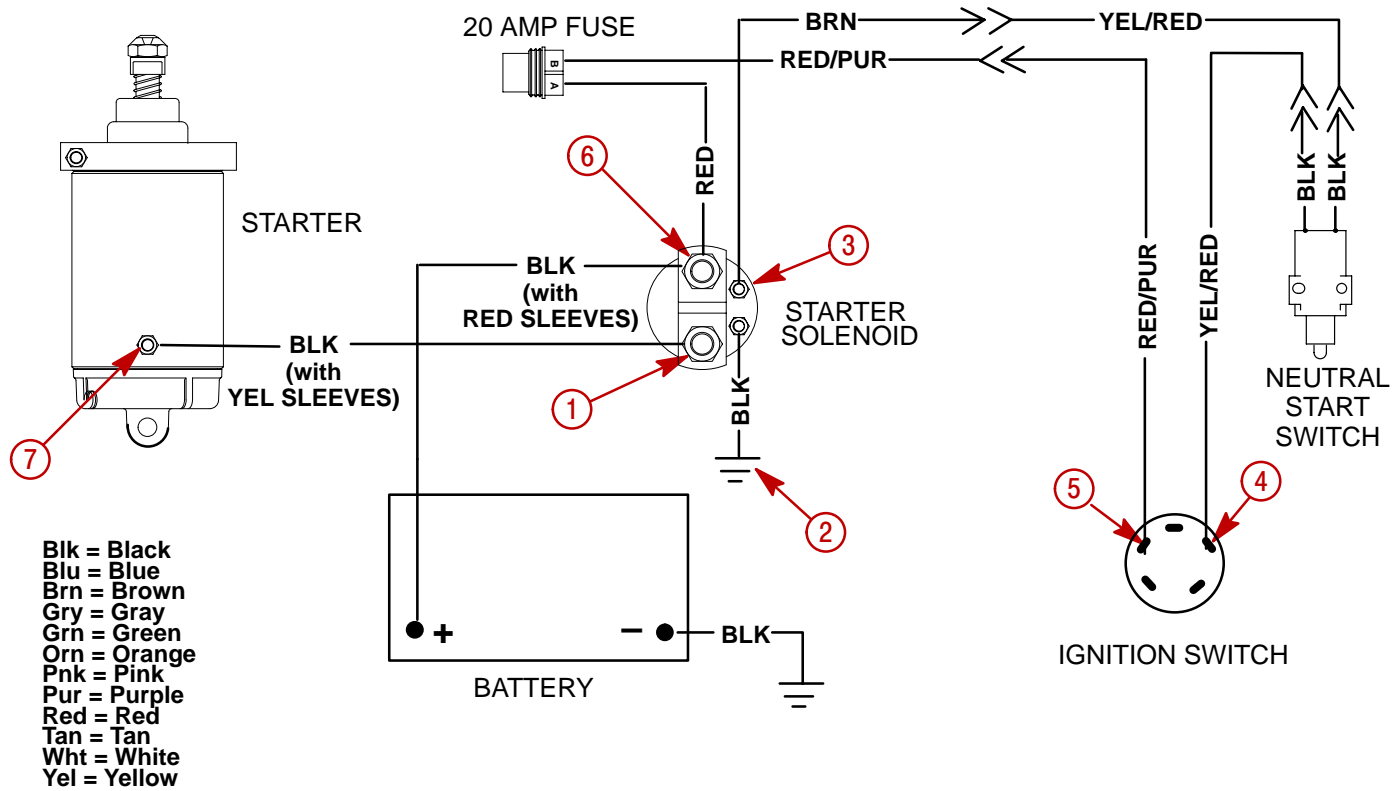 20 AMP FUSE
B
A
BRN
YEL/RED
RED/PUR
RED
BLK
BLK
6
3
STARTER
BLK
(with
RED SLEEVES)
STARTER
SOLENOID
RED/PUR
YEL/RED
BLK
(with
YEL SLEEVES)
BLK
1
7
NEUTRAL
START
SWITCH
5
4
2
Blk = Black
Blu = Blue
Brn = Brown
Gry = Gray
Grn = Green
Orn = Orange
Pnk = Pink
Pur = Purple
Red = Red
Tan = Tan
Wht = White
Yel = Yellow
+
–
BLK
BATTERY
IGNITION SWITCH